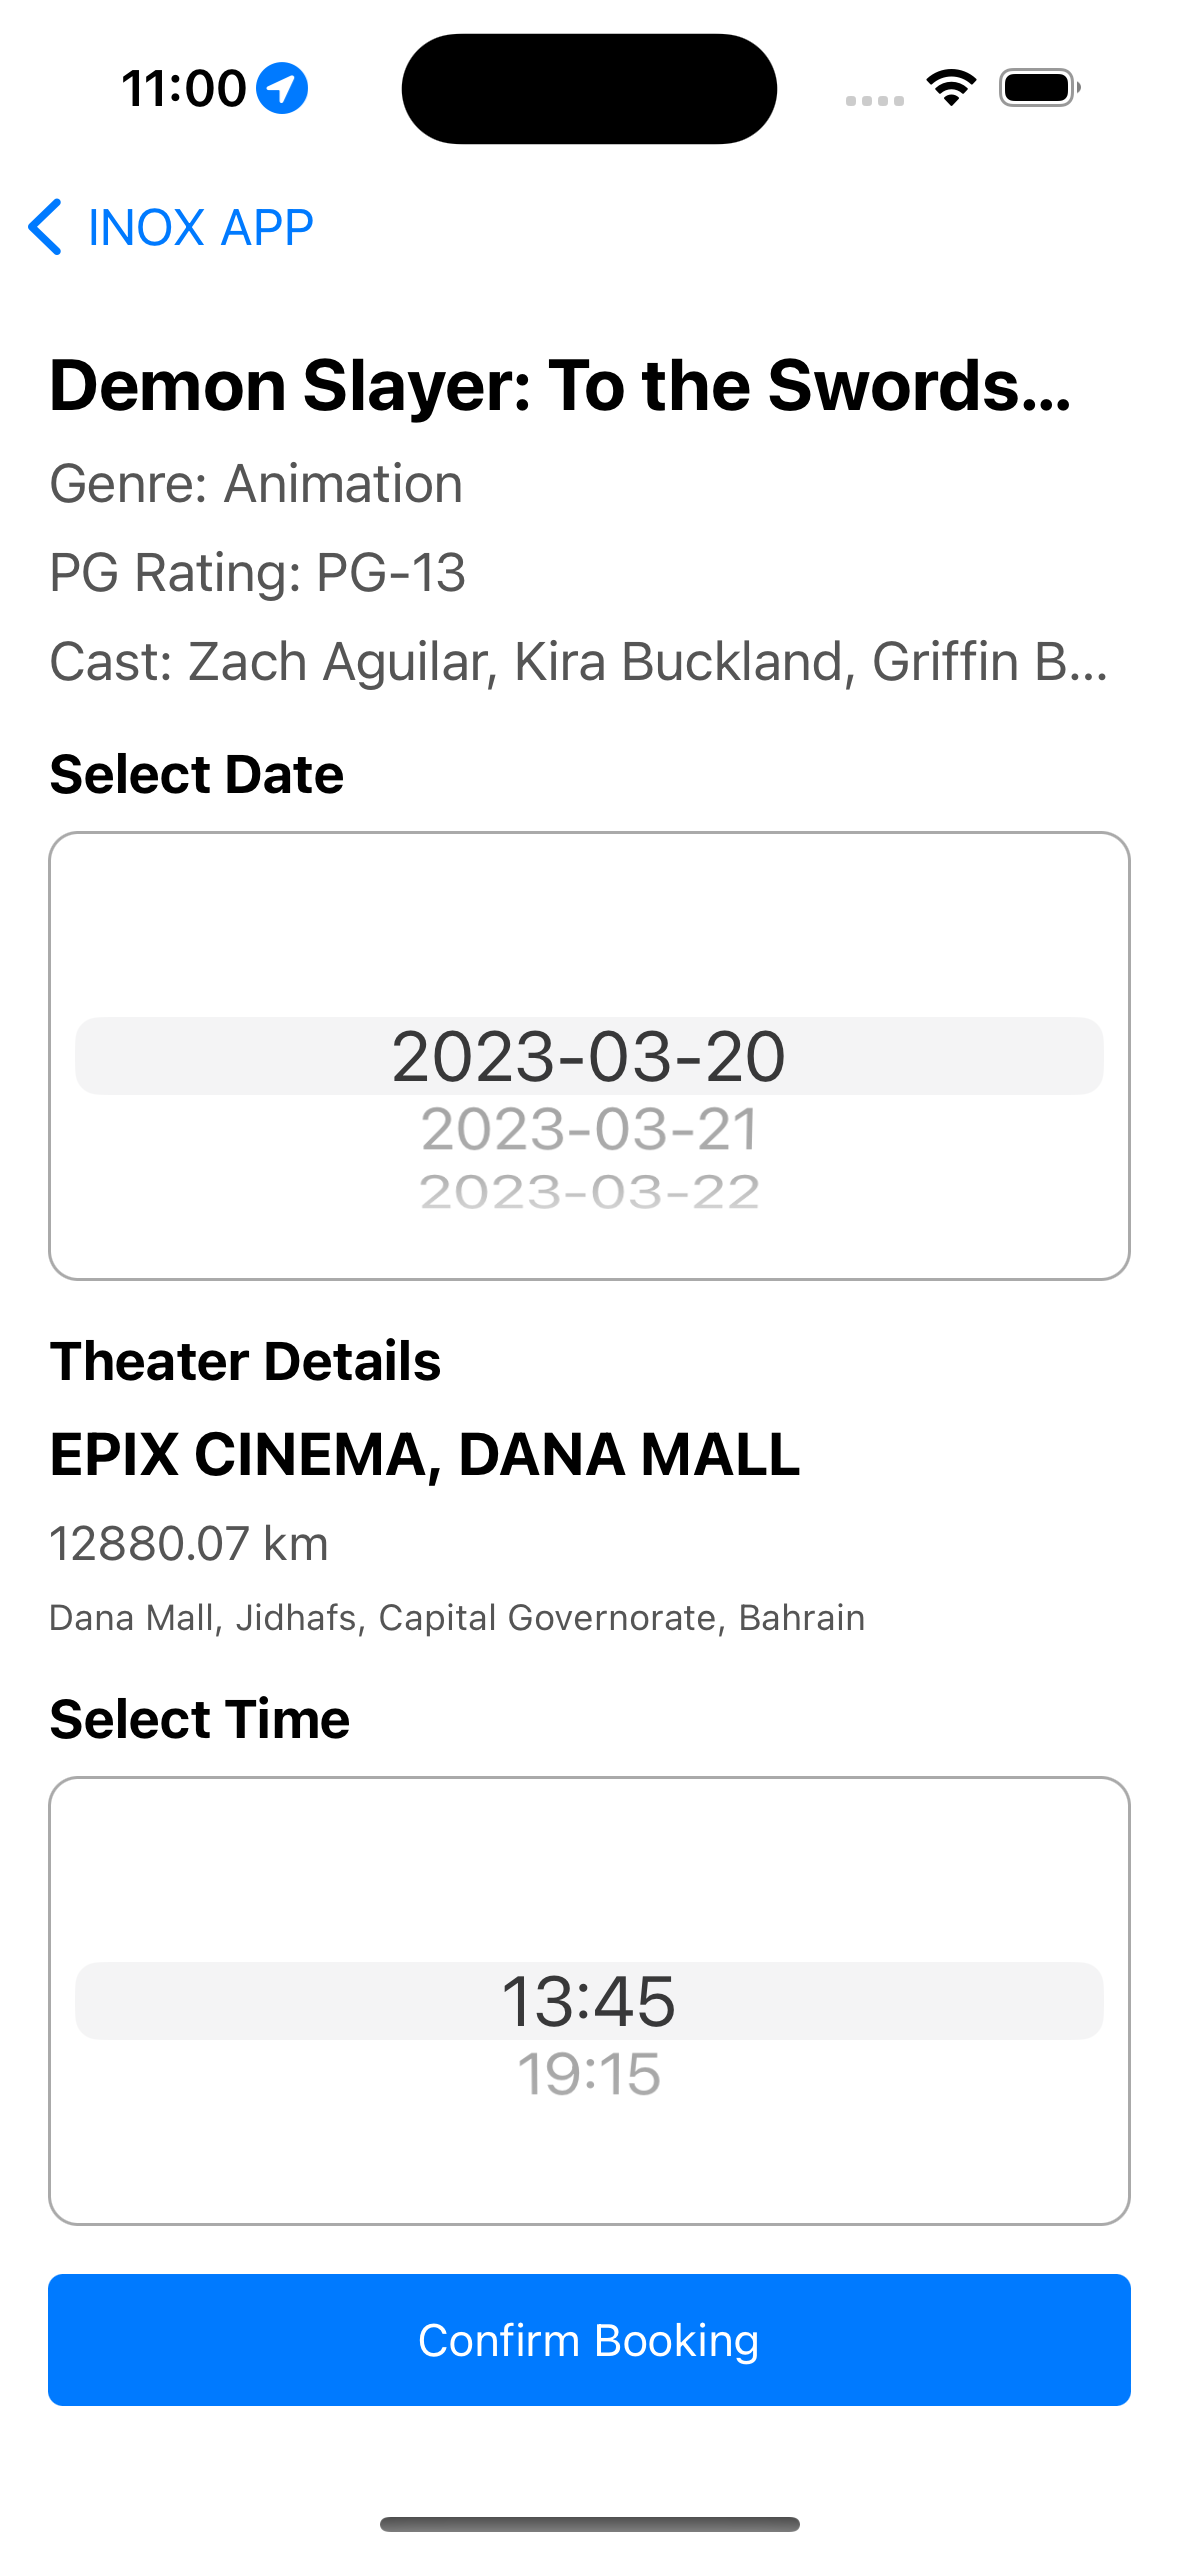 11:00
INOX APP
Demon Slayer: To the Swords...
Genre: Animation
PG Rating: PG-13
Cast: Zach Aguilar, Kira Buckland, Griffin B...
Select Date
2023-03-20
2023-03-21
2023-03-22
Theater Details
EPIX CINEMA, DANA MALL
12880.07 km
Dana Mall, Jidhafs, Capital Governorate, Bahrain
Select Time
13:45
19:15
Confirm Booking